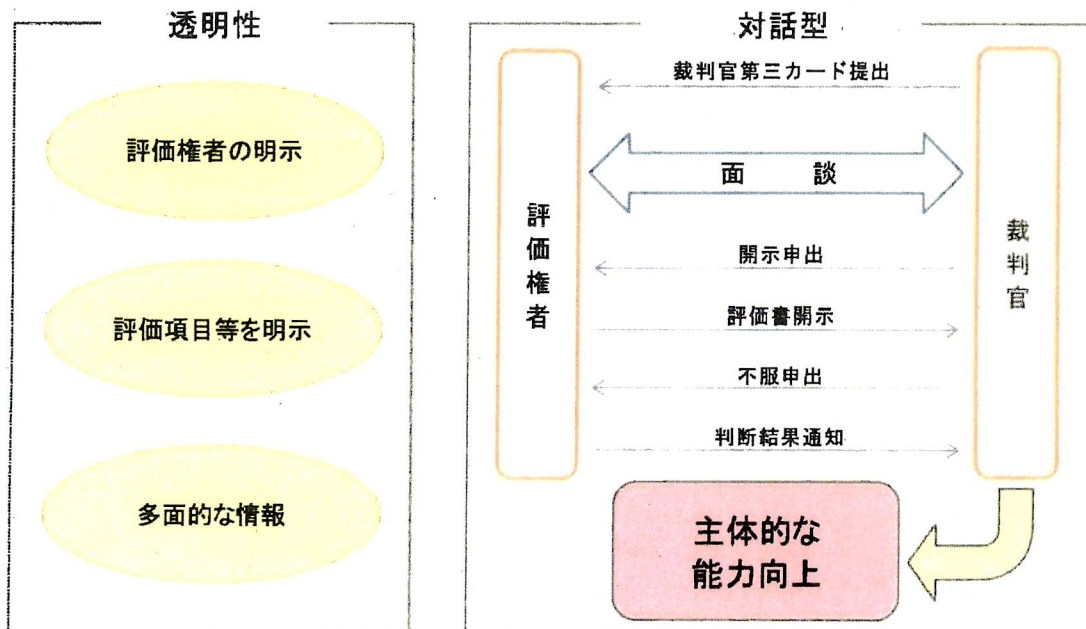 透明性
評価権者の明示
評価項目等を明示
多面的な情報
対話型
評価権者
裁判官第三カード提出
面談
開示申出
評価書開示
不服申出
判断結果通知
裁判官
主体的な
能力向上